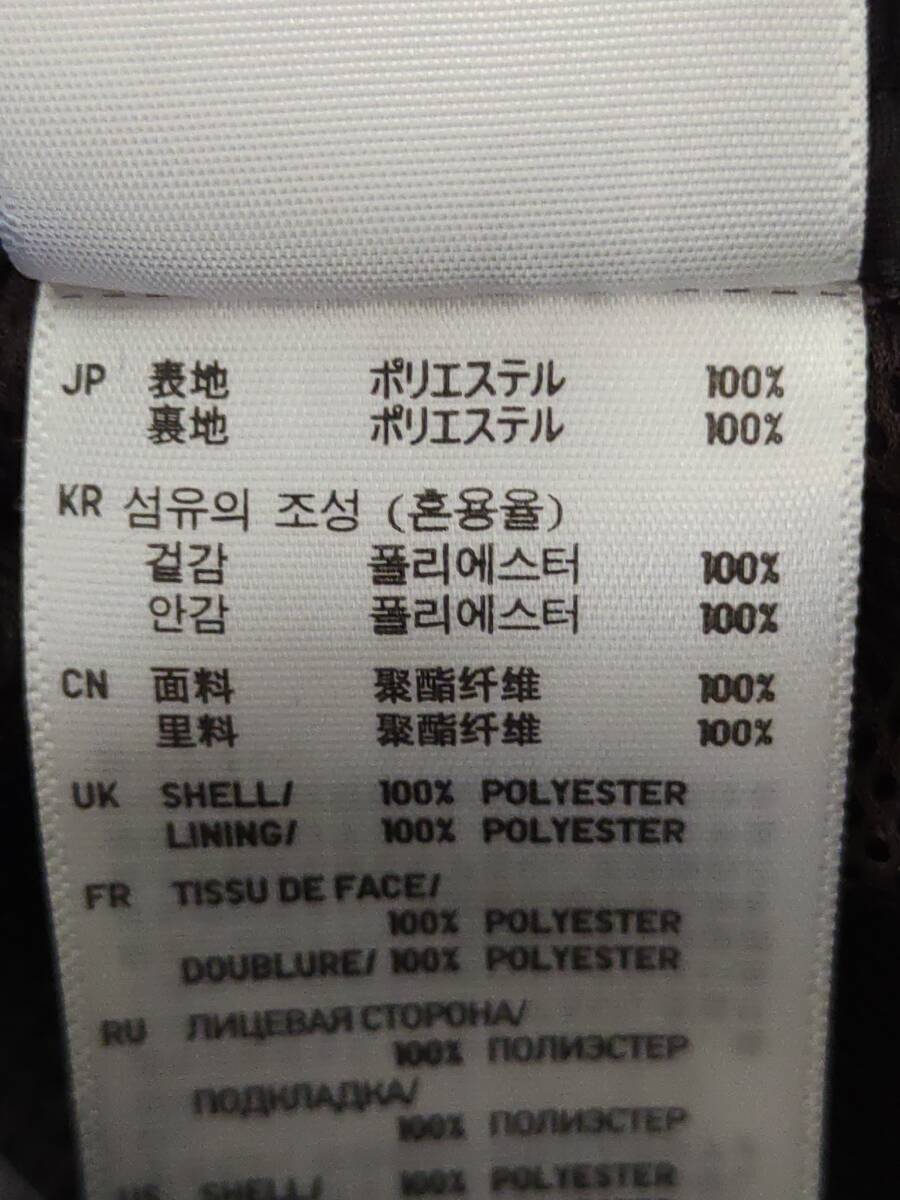 JP 表地 ポリエステル 100%
裏地 ポリエステル 100%
KR 섬유의 조성 (혼용율)
겉감 폴리에스터 100%
안감 폴리에스터 100%
CN 面料 聚酯纤维 100%
里料 聚酯纤维 100%
UK SHELL/ 100% POLYESTER
LINING/ 100% POLYESTER
FR TISSU DE FACE/
100% POLYESTER
DOUBLURE/ 100% POLYESTER
RU ЛИЦЕВАЯ СТОРОНА/
100% ПОЛИЭСТЕР
ПОДКЛАДКА/
100% ПОЛИЭСТЕР
US SHELL/ 100% POLYESTER